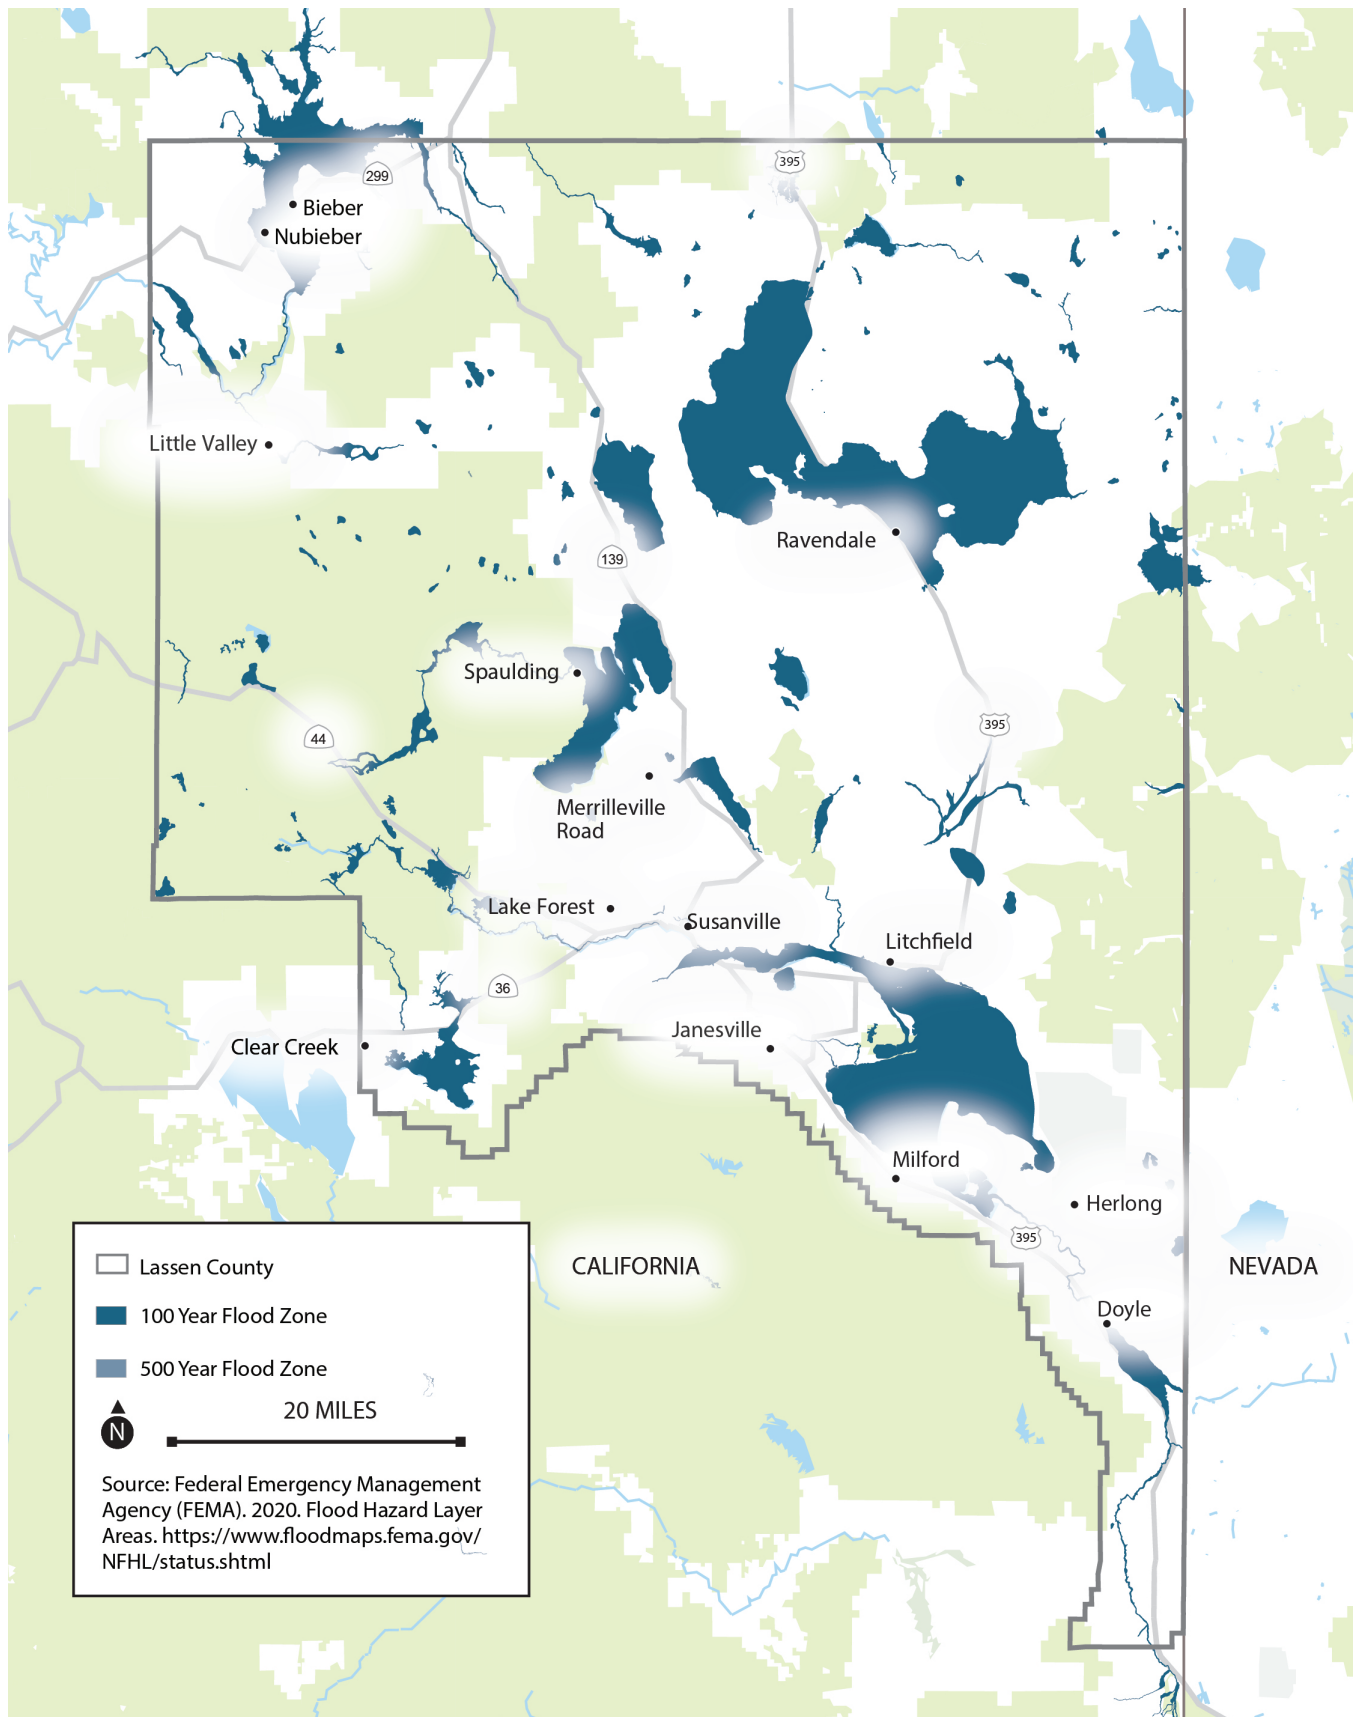 395
299
Bieber
Nubieber
Little Valley
Ravendale
139
Spaulding
395
44
Merrilleville
Road
Lake Forest
Susanville
Litchfield
36
Janesville
Clear Creek
Milford
Herlong
395
CALIFORNIA
NEVADA
Doyle
Lassen County
100 Year Flood Zone
500 Year Flood Zone
N
20 MILES
Source: Federal Emergency Management
Agency (FEMA). 2020. Flood Hazard Layer
Areas. https://www.floodmaps.fema.gov/
NFHL/status.shtml